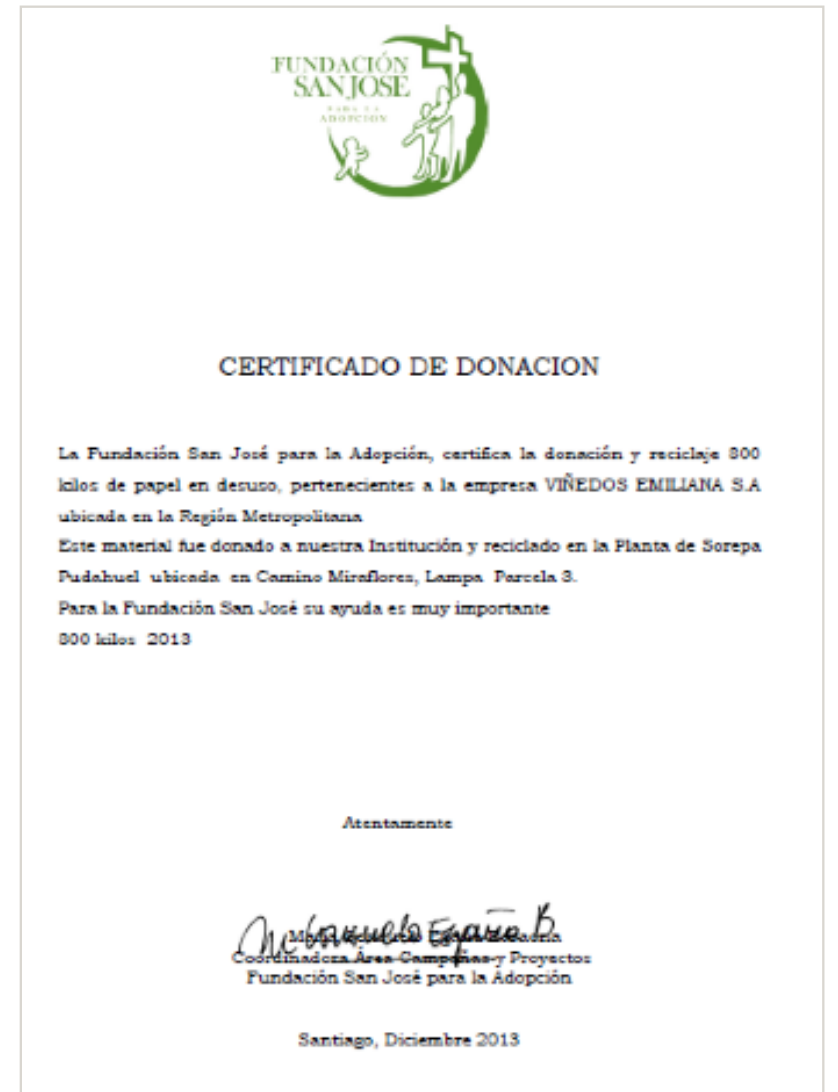 FUNDACIÓN
SAN JOSE
PARA LA
ADOPCION
CERTIFICADO DE DONACION
La Fundación San José para la Adopción, certifica la donación y reciclaje 800
kilos de papel en desuso, pertenecientes a la empresa VIÑEDOS EMILIANA S.A
ubicada en la Región Metropolitana
Este material fue donado a nuestra Institución y reciclado en la Planta de Sorepa
Pudahuel ubicada en Camino Miraflores, Lampa Parcela 3.
Para la Fundación San José su ayuda es muy importante
800 kilos 2013
Atentamente
Coordinadora Área Campañas y Proyectos
Fundación San José para la Adopción
Santiago, Diciembre 2013